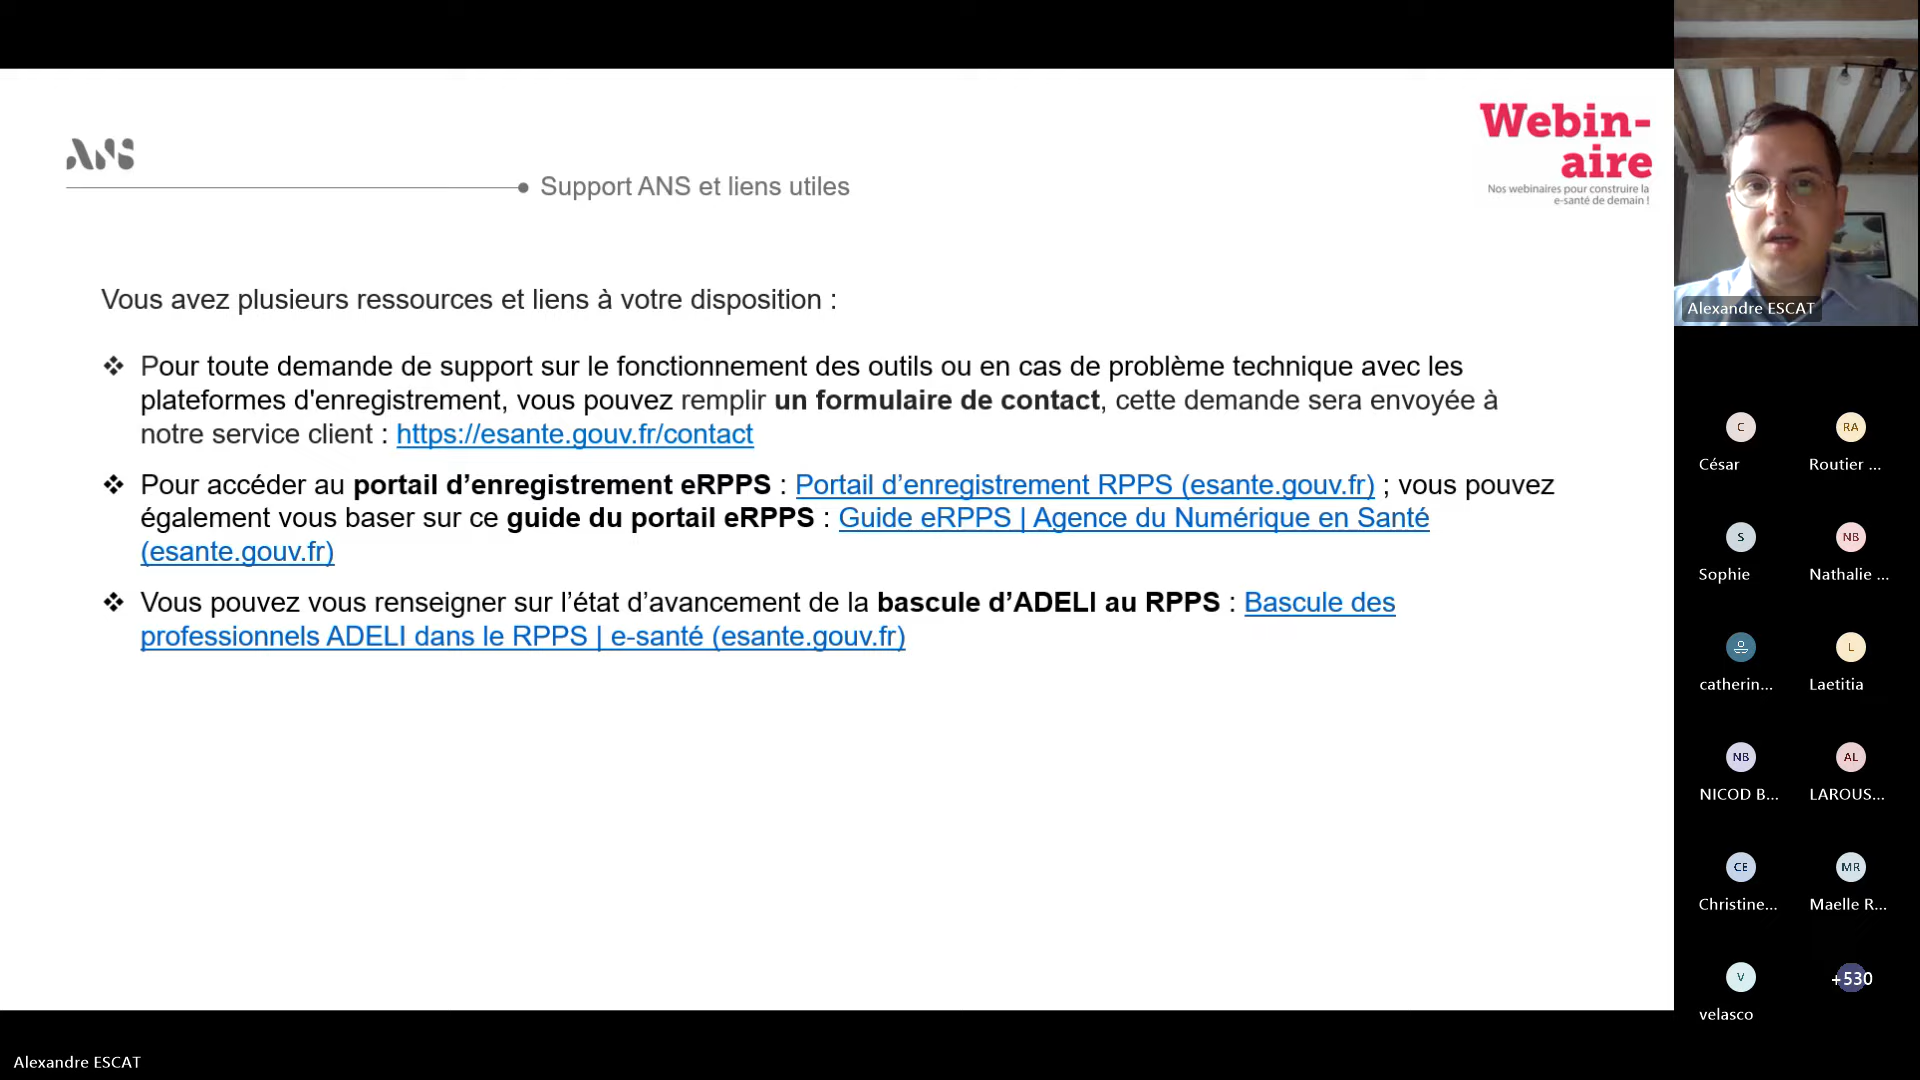 ANS
Support ANS et liens utiles
Webin-
aire
Nos webinaires pour construire la
e-santé de demain !
Vous avez plusieurs ressources et liens à votre disposition :
❖ Pour toute demande de support sur le fonctionnement des outils ou en cas de problème technique avec les
plateformes d'enregistrement, vous pouvez remplir un formulaire de contact, cette demande sera envoyée à
notre service client : https://esante.gouv.fr/contact
❖ Pour accéder au portail d’enregistrement eRPPS : Portail d’enregistrement RPPS (esante.gouv.fr) ; vous pouvez
également vous baser sur ce guide du portail eRPPS : Guide eRPPS | Agence du Numérique en Santé
(esante.gouv.fr)
❖ Vous pouvez vous renseigner sur l’état d’avancement de la bascule d’ADELI au RPPS : Bascule des
professionnels ADELI dans le RPPS | e-santé (esante.gouv.fr)
Alexandre ESCAT
C
RA
César
Routier ...
S
NB
Sophie
Nathalie ...
L
catherin...
Laetitia
NB
AL
NICOD B...
LAROUS...
CE
MR
Christine...
Maelle R...
V
+530
velasco
Alexandre ESCAT